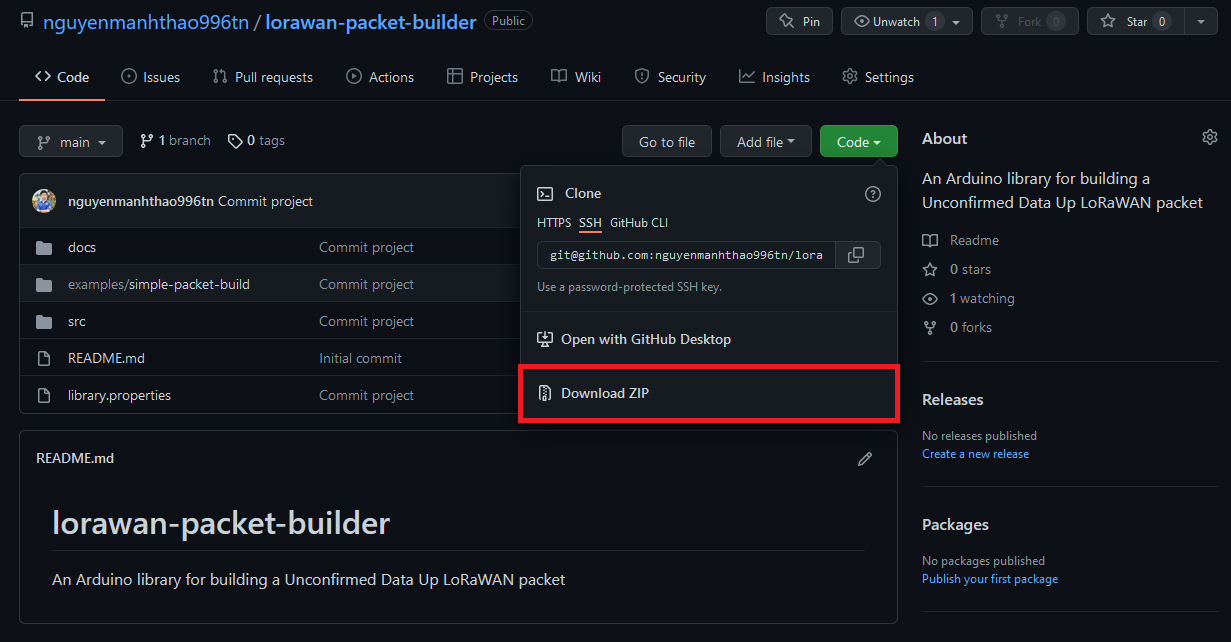 nguyenmanhthao996tn / lorawan-packet-builder Public
Pin
Unwatch 1
Fork 0
Star 0
Code
Issues
Pull requests
Actions
Projects
Wiki
Security
Insights
Settings
main
1 branch
0 tags
Go to file
Add file
Code
nguyenmanhthao996tn Commit project
docs Commit project
examples/simple-packet-build Commit project
src Commit project
README.md Initial commit
library.properties Commit project
Clone
HTTPS SSH GitHub CLI
git@github.com:nguyenmanhthao996tn/lora
Use a password-protected SSH key.
Open with GitHub Desktop
Download ZIP
README.md
lorawan-packet-builder
An Arduino library for building a Unconfirmed Data Up LoRaWAN packet
About
An Arduino library for building a
Unconfirmed Data Up LoRaWAN packet
Readme
0 stars
1 watching
0 forks
Releases
No releases published
Create a new release
Packages
No packages published
Publish your first package